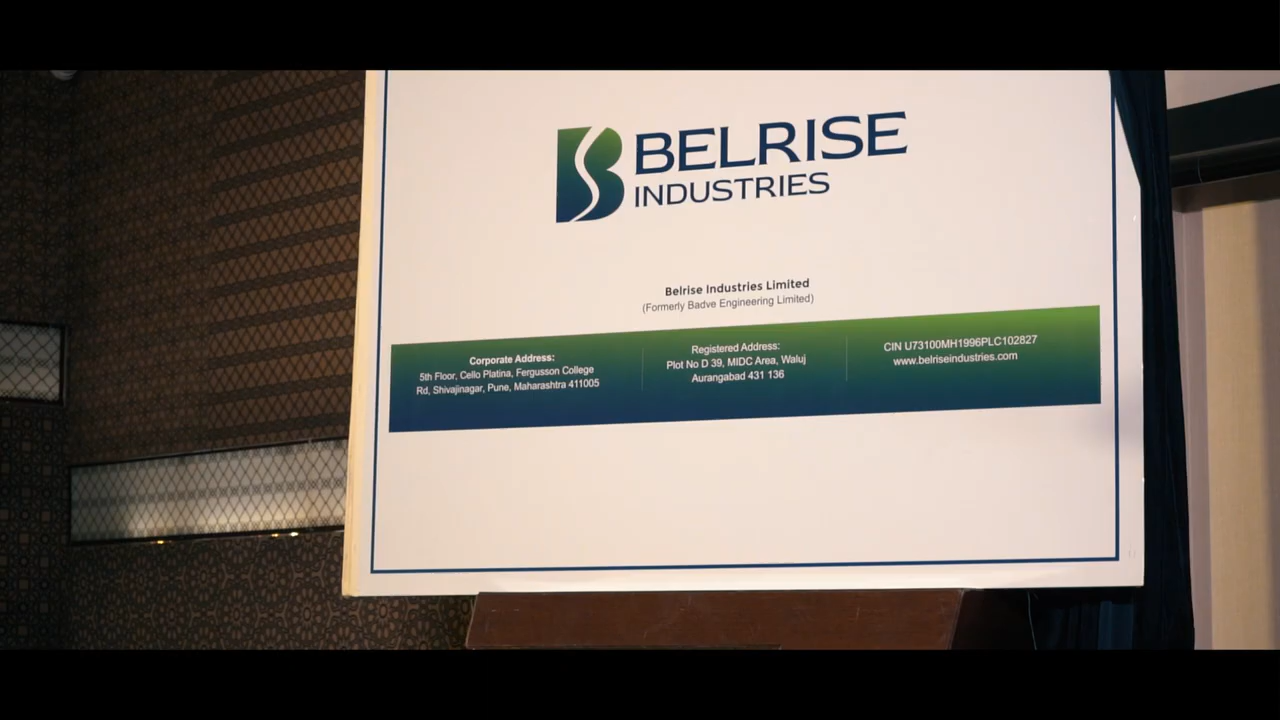 BELRISE
INDUSTRIES
Belrise Industries Limited
(Formerly Badve Engineering Limited)
Corporate Address:
5th Floor, Cello Platina, Fergusson College
Rd, Shivajinagar, Pune, Maharashtra 411005
Registered Address:
Plot No D 39, MIDC Area, Waluj
Aurangabad 431 136
CIN U73100MH1996PLC102827
www.belriseindustries.com